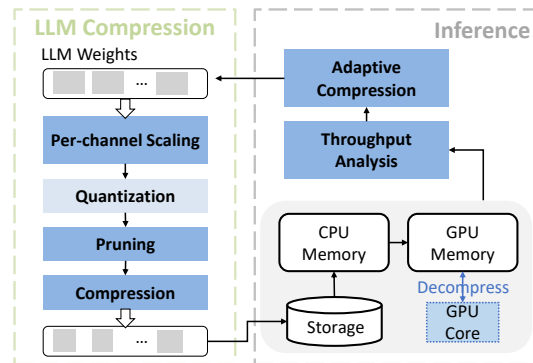 LLM Compression
LLM Weights
...
Per-channel Scaling
Quantization
Pruning
Compression
...
Inference
Adaptive
Compression
Throughput
Analysis
CPU
Memory
GPU
Memory
Decompress
Storage
GPU
Core